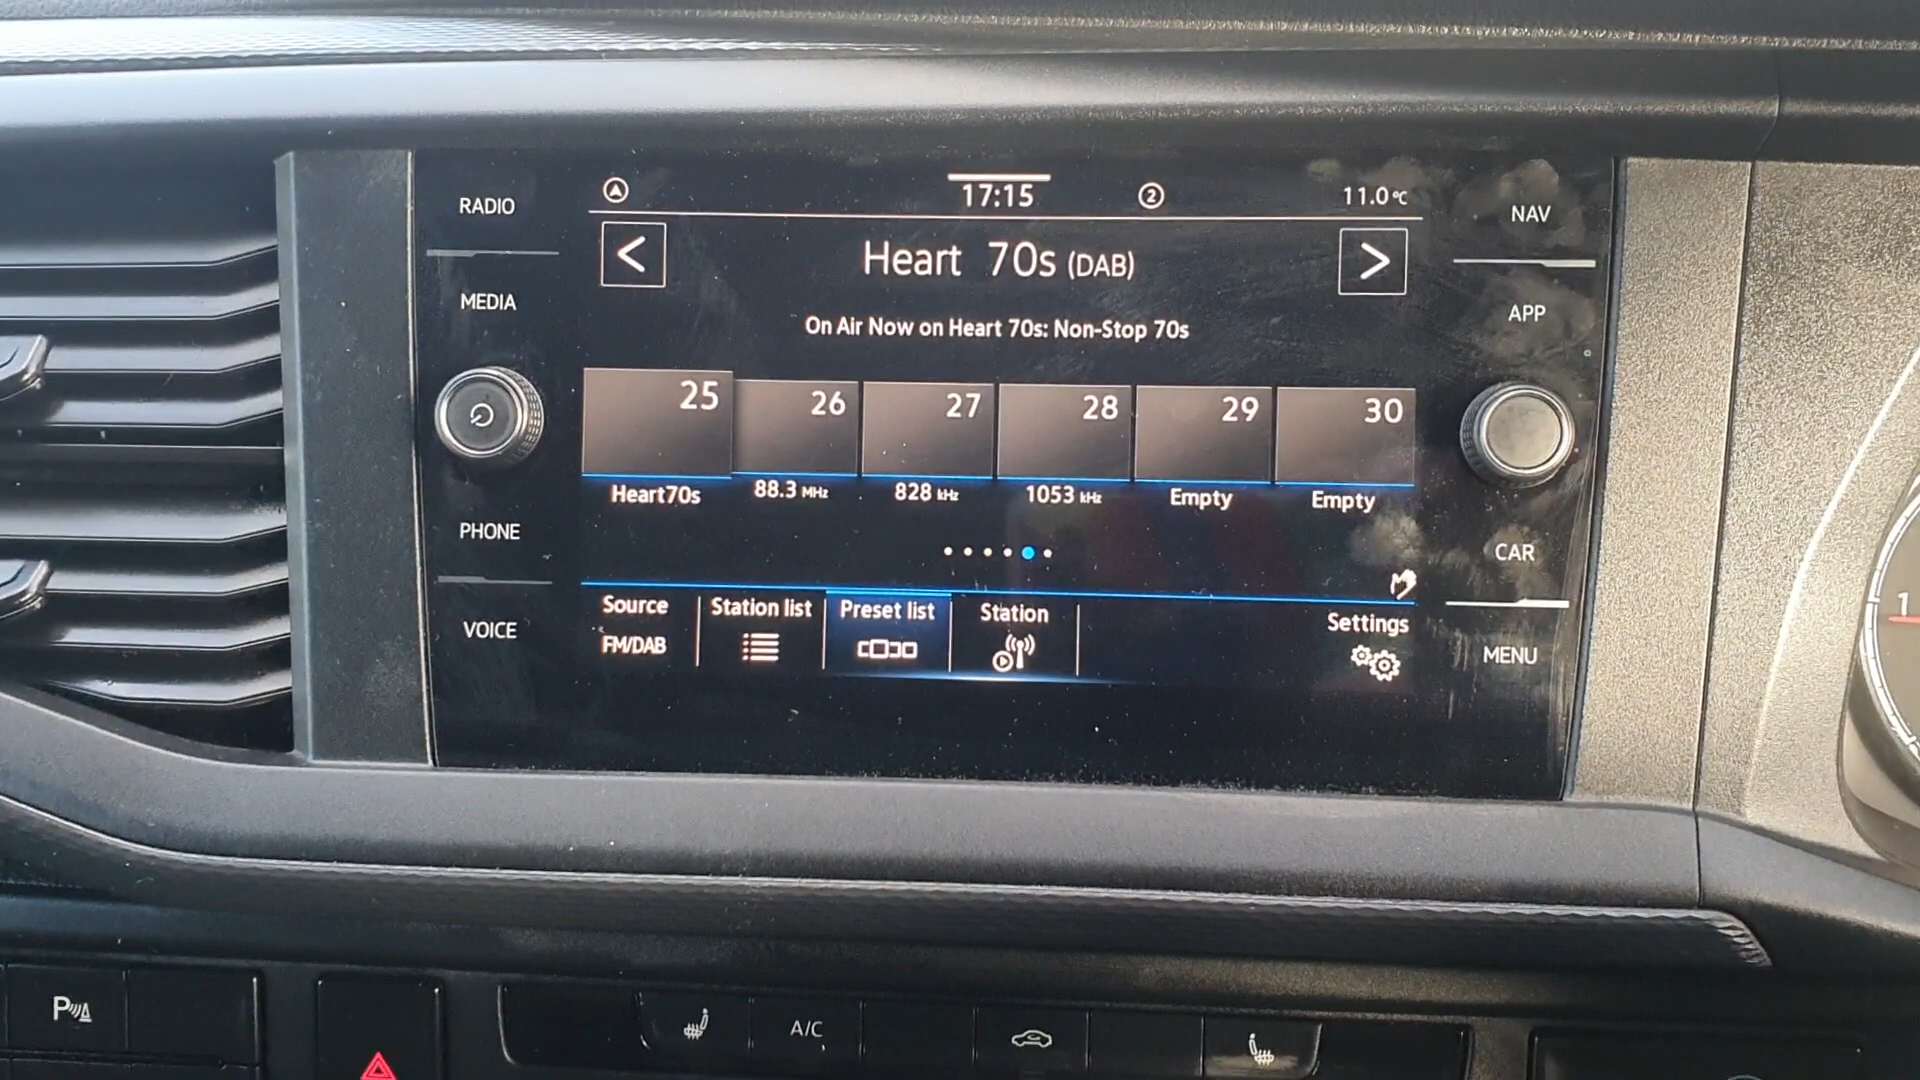 RADIO
MEDIA
PHONE
VOICE
17:15
2
11.0°C
<
Heart 70s (DAB)
>
On Air Now on Heart 70s: Non-Stop 70s
25
26
27
28
29
30
Heart70s
88.3 MHz
828 kHz
1053 kHz
Empty
Empty
Source
FM/DAB
Station list
Preset list
Station
Settings
NAV
APP
CAR
MENU
1
P
A/C